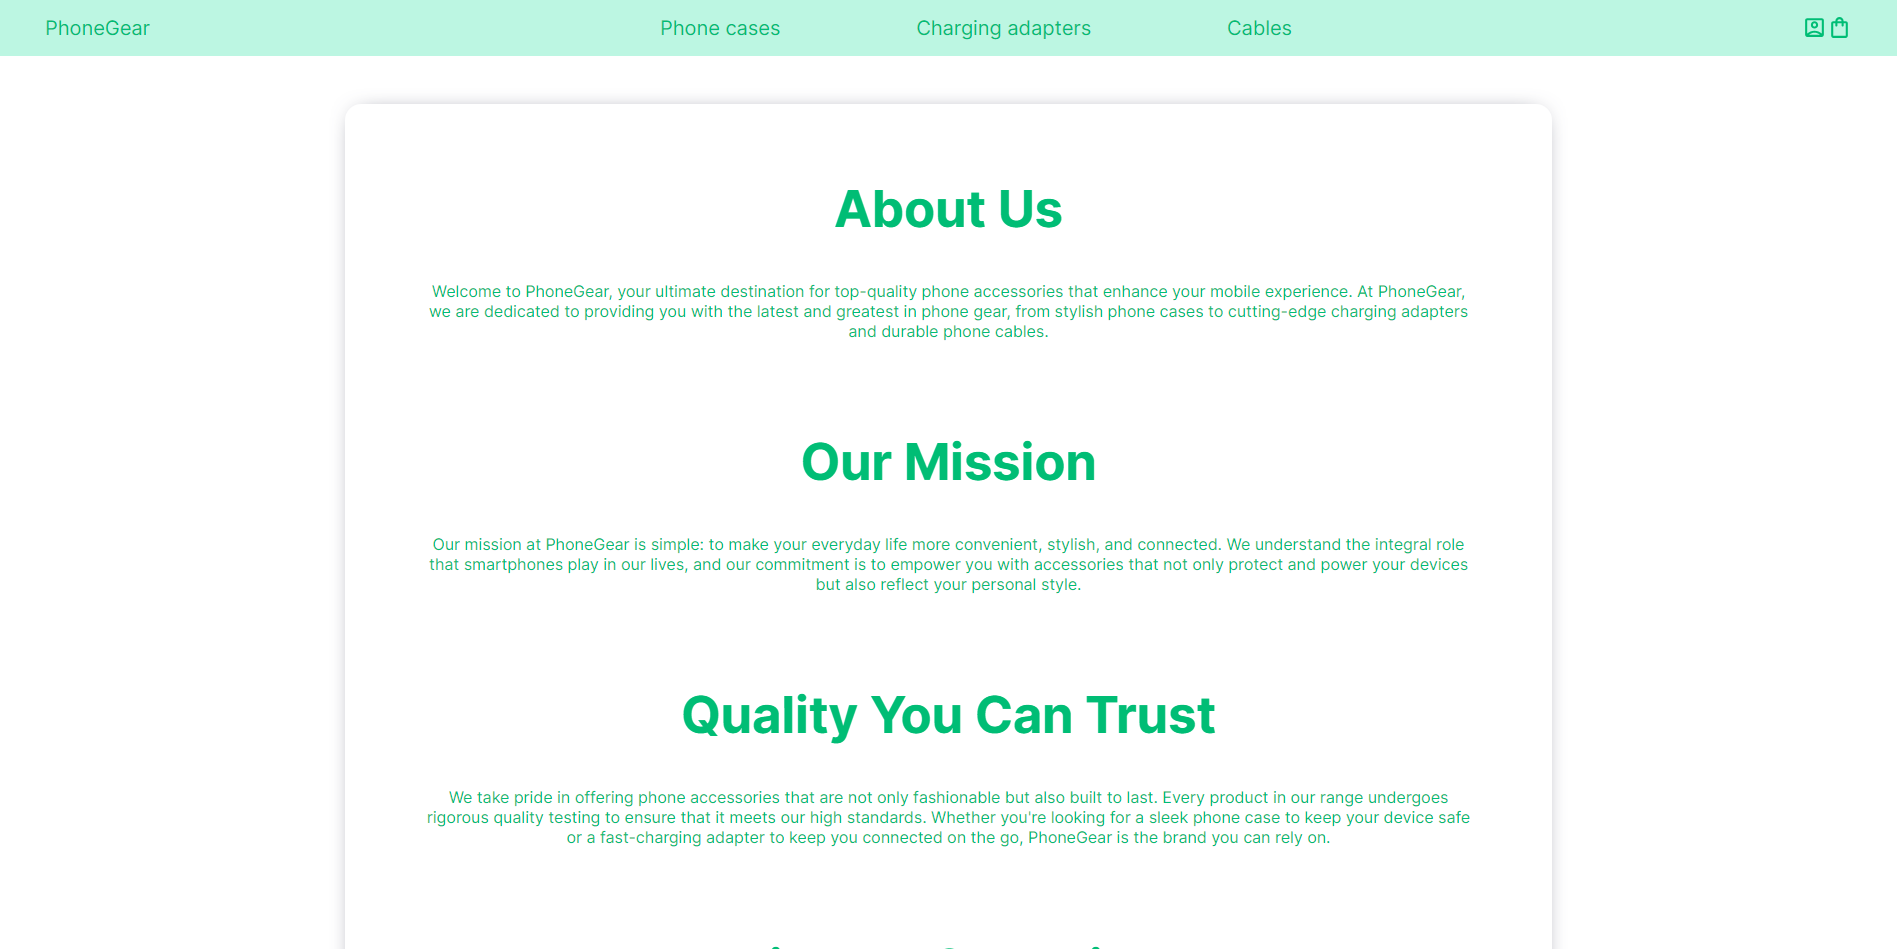 PhoneGear
Phone cases
Charging adapters
Cables
About Us
Welcome to PhoneGear, your ultimate destination for top-quality phone accessories that enhance your mobile experience. At PhoneGear,
we are dedicated to providing you with the latest and greatest in phone gear, from stylish phone cases to cutting-edge charging adapters
and durable phone cables.
Our Mission
Our mission at PhoneGear is simple: to make your everyday life more convenient, stylish, and connected. We understand the integral role
that smartphones play in our lives, and our commitment is to empower you with accessories that not only protect and power your devices
but also reflect your personal style.
Quality You Can Trust
We take pride in offering phone accessories that are not only fashionable but also built to last. Every product in our range undergoes
rigorous quality testing to ensure that it meets our high standards. Whether you're looking for a sleek phone case to keep your device safe
or a fast-charging adapter to keep you connected on the go, PhoneGear is the brand you can rely on.